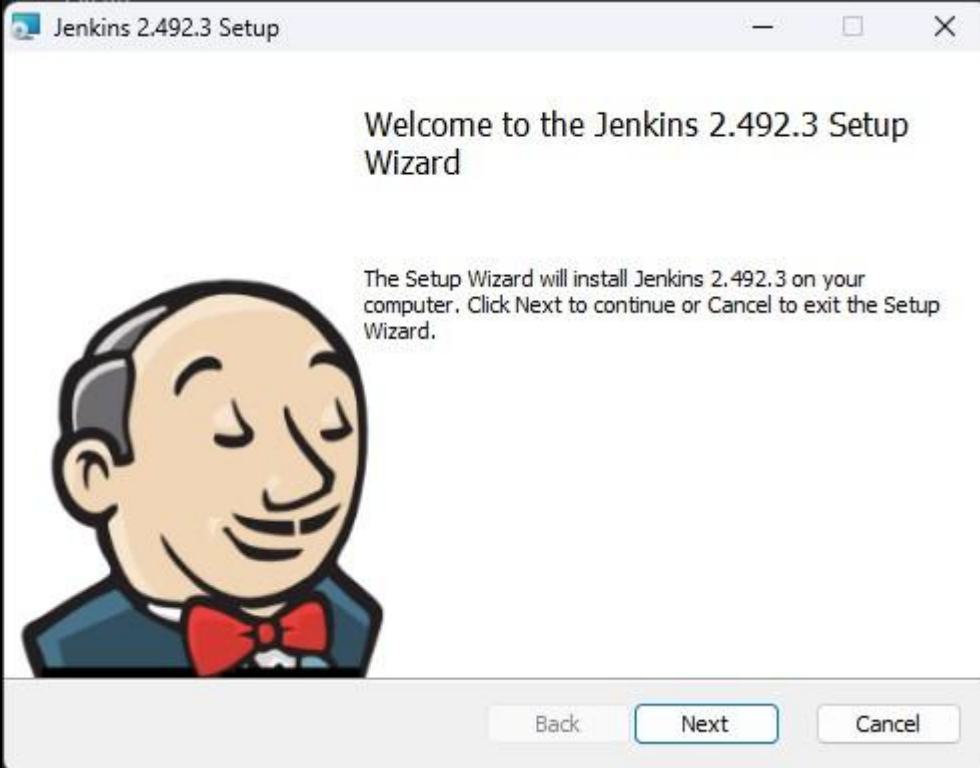 Jenkins 2.492.3 Setup
Welcome to the Jenkins 2.492.3 Setup
Wizard
The Setup Wizard will install Jenkins 2.492.3 on your
computer. Click Next to continue or Cancel to exit the Setup
Wizard.
Back
Next
Cancel